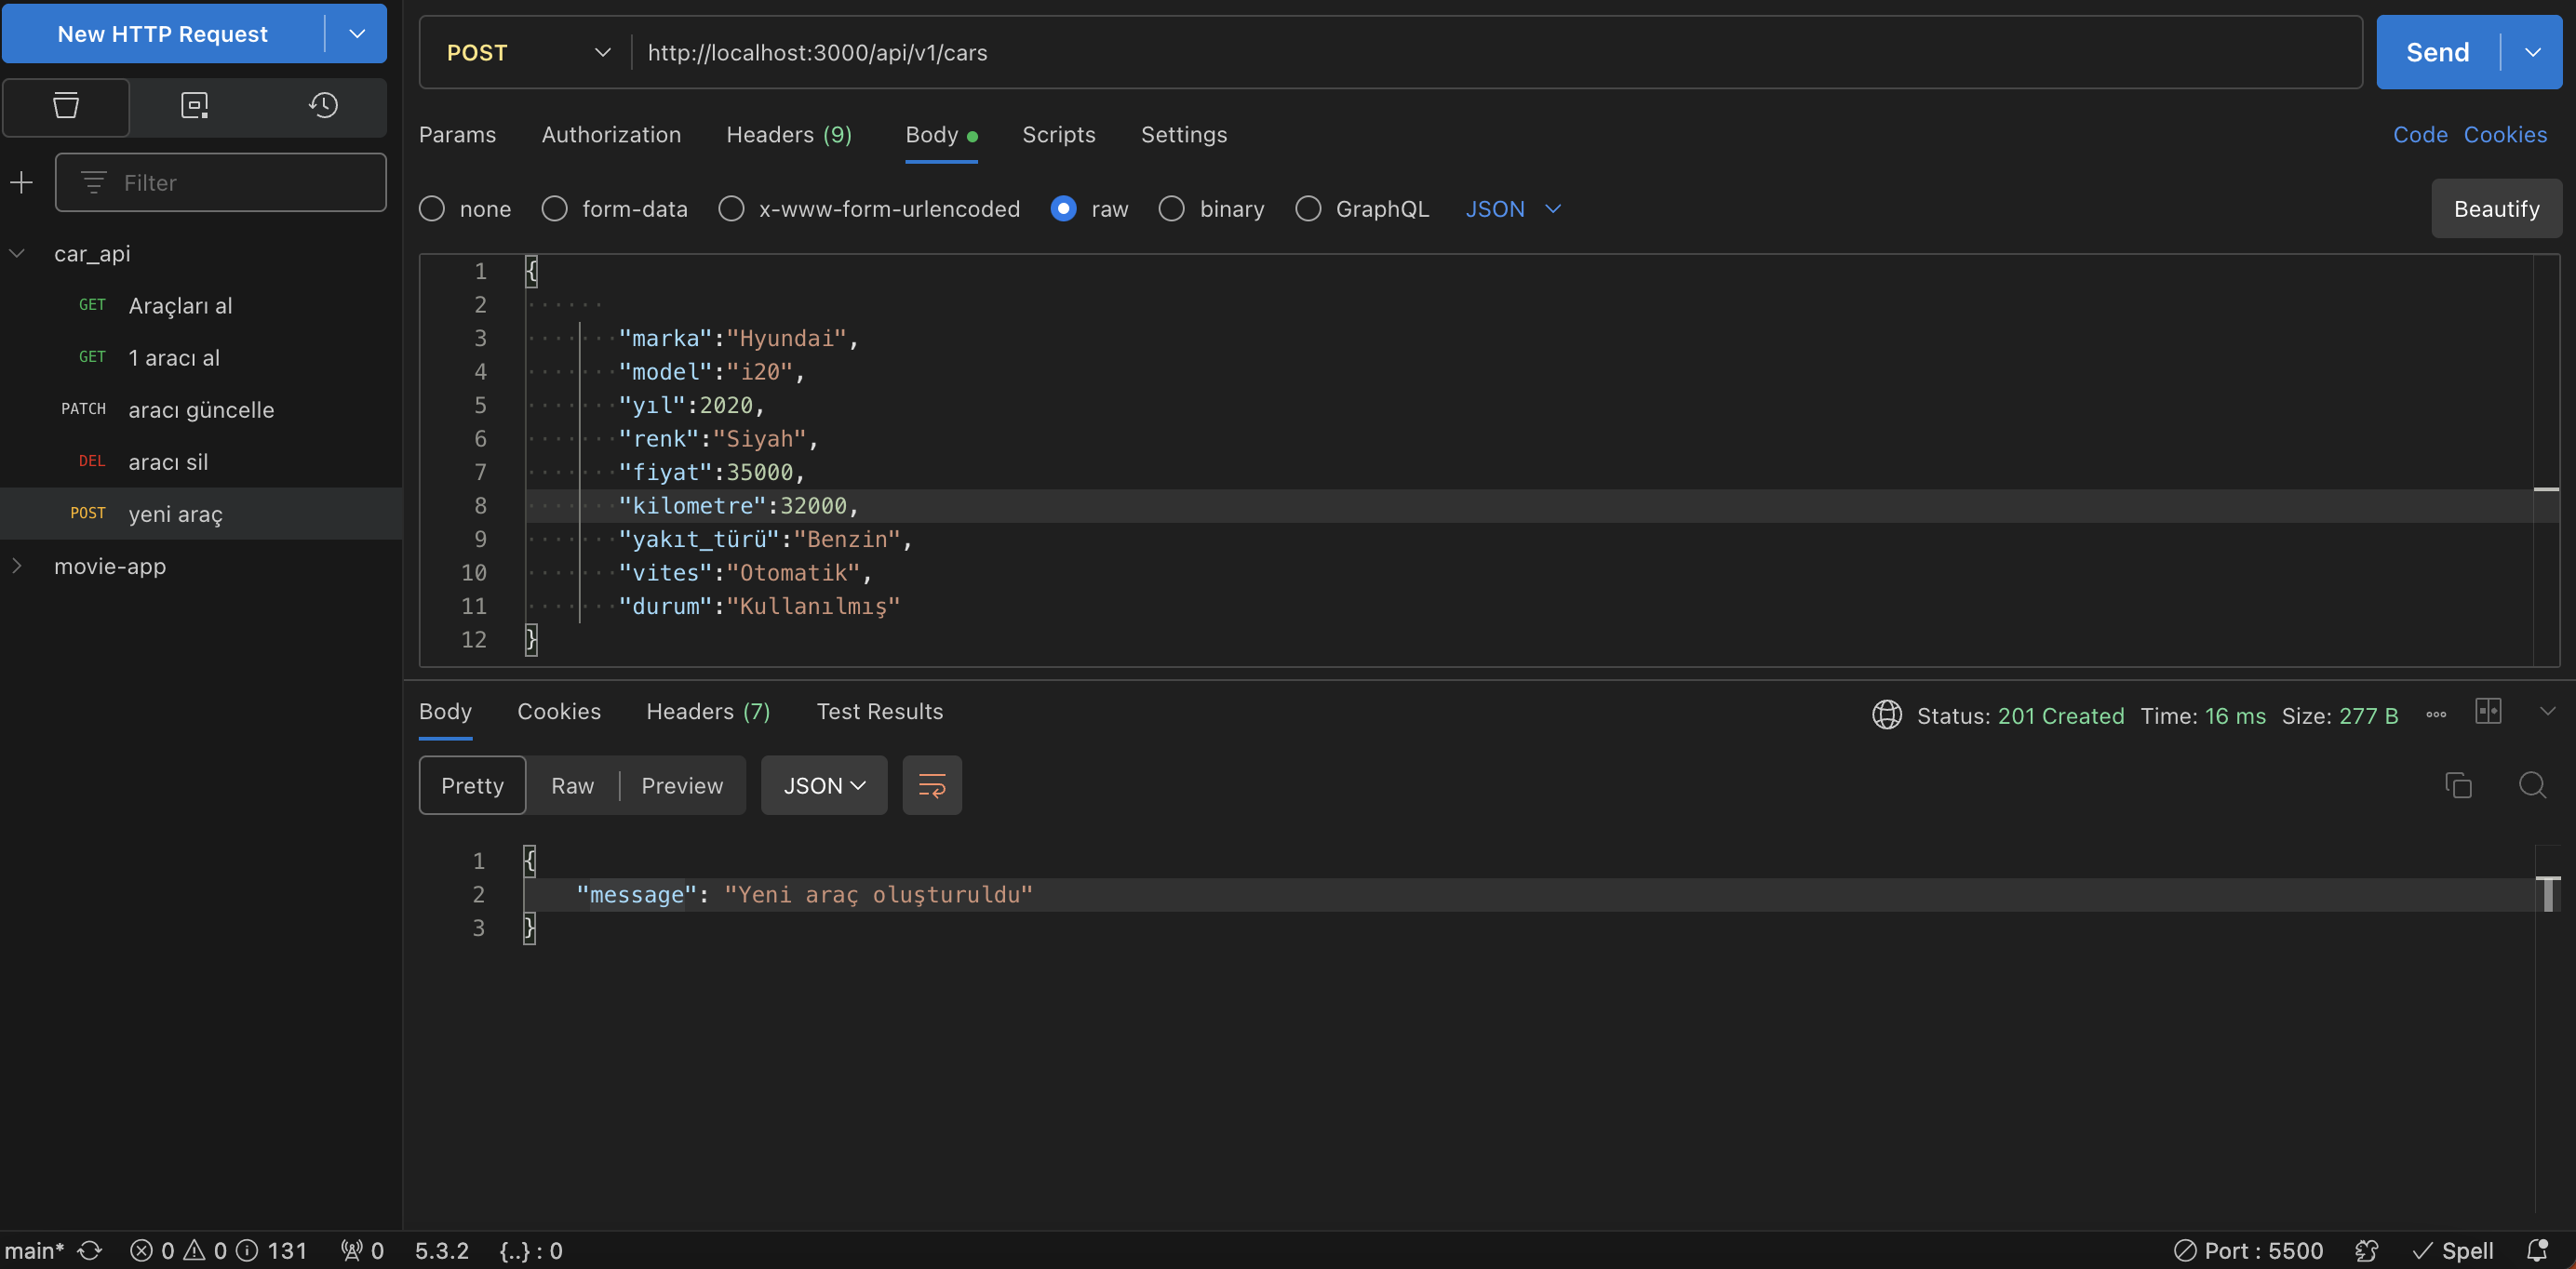 New HTTP Request
Filter
car_api
GET Araçları al
GET 1 aracı al
PATCH aracı güncelle
DEL aracı sil
POST yeni araç
movie-app
POST http://localhost:3000/api/v1/cars Send
Params Authorization Headers (9) Body Scripts Settings Code Cookies
none form-data x-www-form-urlencoded raw binary GraphQL JSON Beautify
1 {
2
3 "marka":"Hyundai",
4 "model":"i20",
5 "yıl":2020,
6 "renk":"Siyah",
7 "fiyat":35000,
8 "kilometre":32000,
9 "yakıt_türü":"Benzin",
10 "vites":"Otomatik",
11 "durum":"Kullanılmış"
12 }
Body Cookies Headers (7) Test Results Status: 201 Created Time: 16 ms Size: 277 B
Pretty Raw Preview JSON
1 {
2 "message": "Yeni araç oluşturuldu"
3 }
main* 0 0 131 0 5.3.2 {..} : 0 Port : 5500 Spell